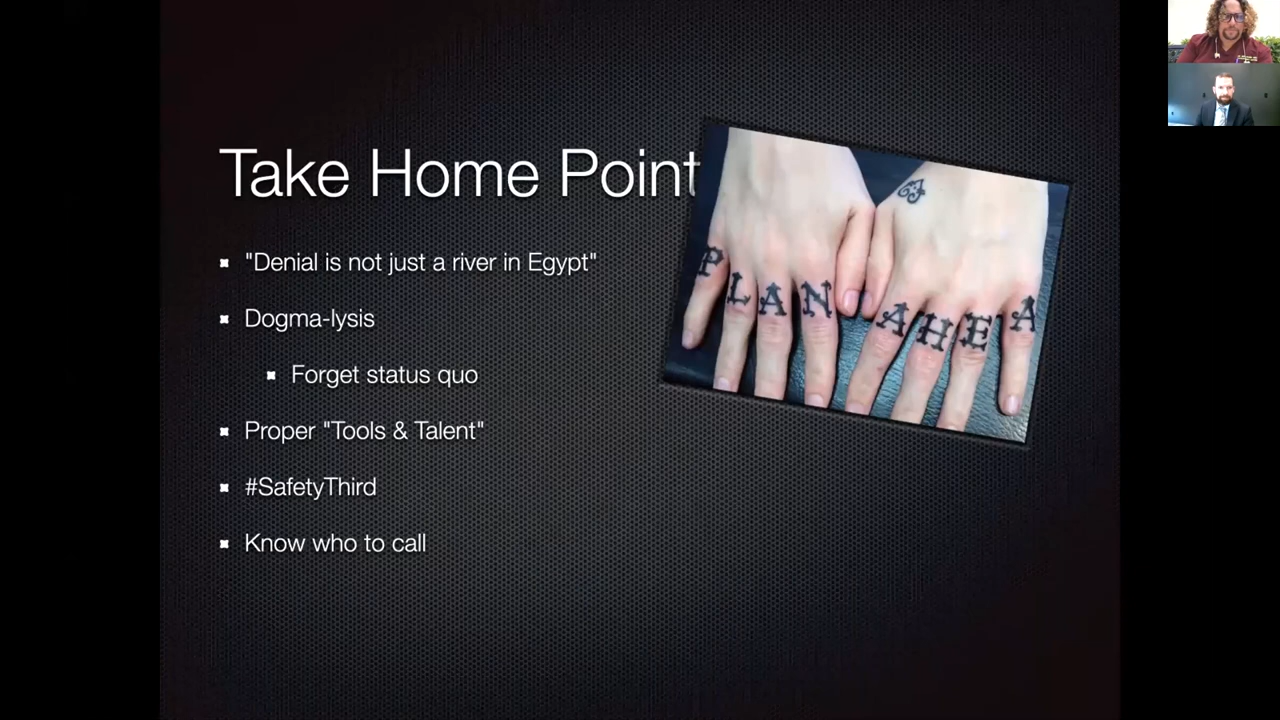 Take Home Point
"Denial is not just a river in Egypt"
Dogma-lysis
Forget status quo
Proper "Tools & Talent"
#SafetyThird
Know who to call
PLAN AHEA